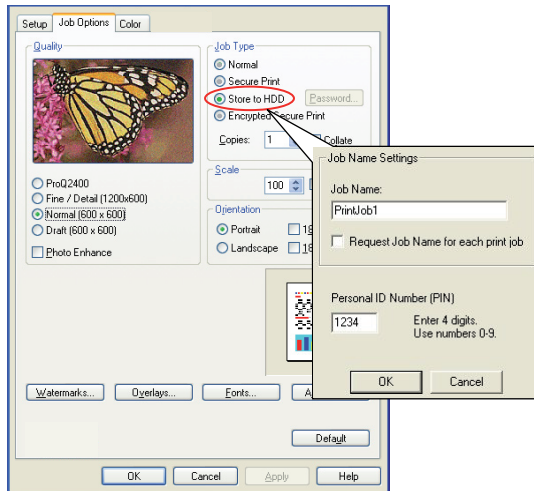 Setup
Job Options
Color
Quality
ProQ2400
Fine / Detail (1200x600)
Normal (600 x 600)
Draft (600 x 600)
Photo Enhance
Job Type
Normal
Secure Print
Store to HDD
Password...
Encrypted Secure Print
Copies: 1
Collate
Scale
100
Orientation
Portrait
Landscape
Job Name Settings
Job Name:
PrintJob1
Request Job Name for each print job
Personal ID Number (PIN)
1234
Enter 4 digits.
Use numbers 0-9.
OK
Cancel
Watermarks...
Overlays...
Fonts...
Default
OK
Cancel
Apply
Help